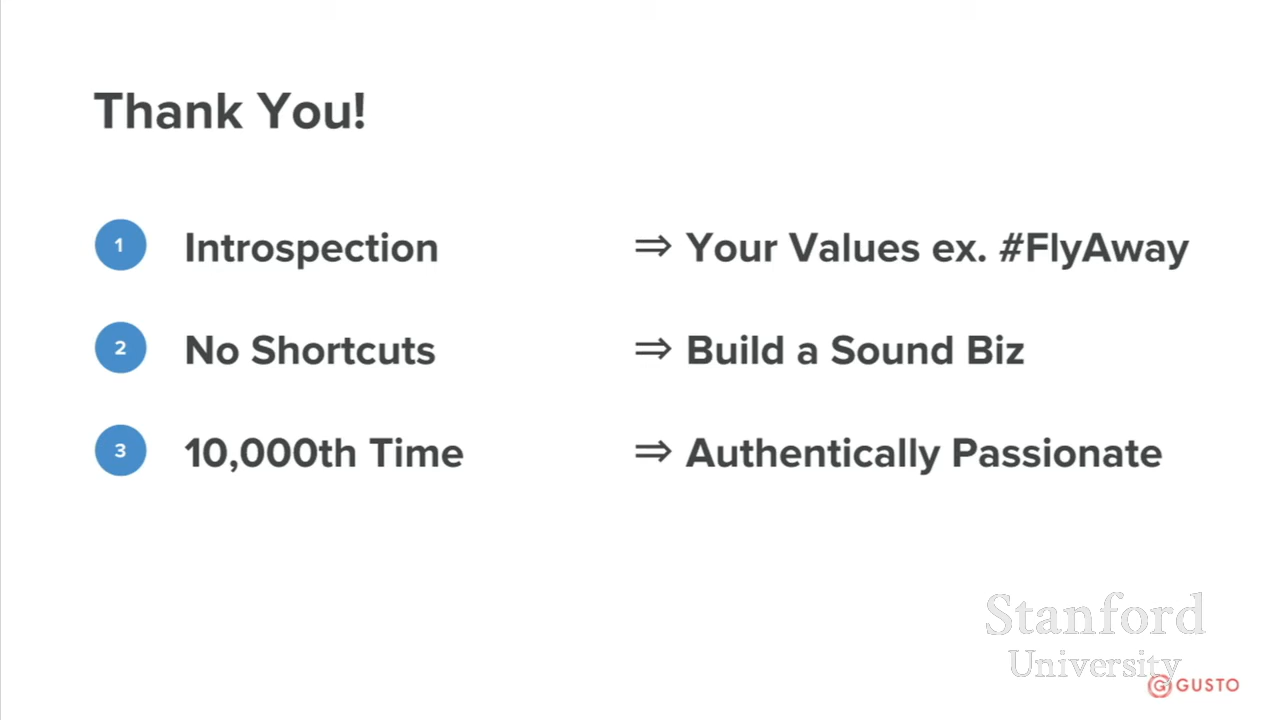 Thank You!
1 Introspection ⇒ Your Values ex. #FlyAway
2 No Shortcuts ⇒ Build a Sound Biz
3 10,000th Time ⇒ Authentically Passionate
Stanford
University
G GUSTO